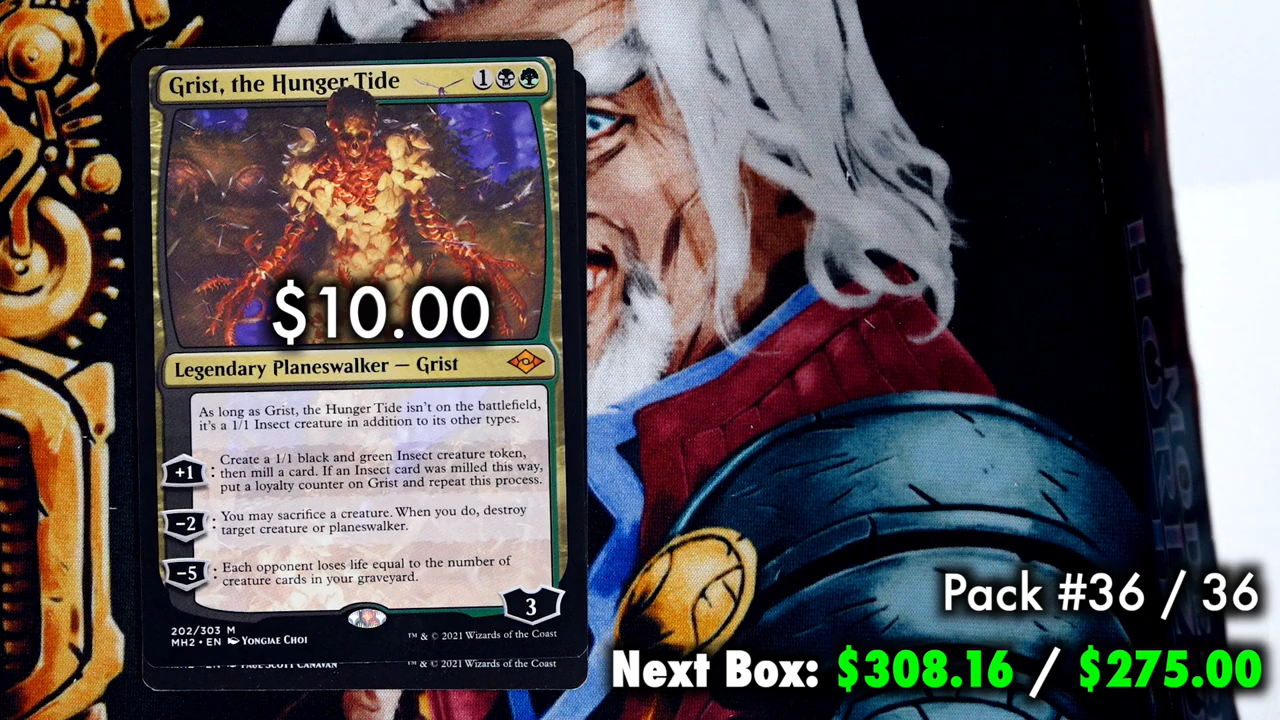 Grist, the Hunger Tide 1
$10.00
Legendary Planeswalker — Grist
As long as Grist, the Hunger Tide isn't on the battlefield,
it's a 1/1 Insect creature in addition to its other types.
+1 : Create a 1/1 black and green Insect creature token,
then mill a card. If an Insect card was milled this way,
put a loyalty counter on Grist and repeat this process.
−2 : You may sacrifice a creature. When you do, destroy
target creature or planeswalker.
−5 : Each opponent loses life equal to the number of
creature cards in your graveyard.
3
202/303 M
MH2 • EN Yongjae Choi
™ & © 2021 Wizards of the Coast
™ & © 2021 Wizards of the Coast
Pack #36 / 36
Next Box: $308.16 / $275.00